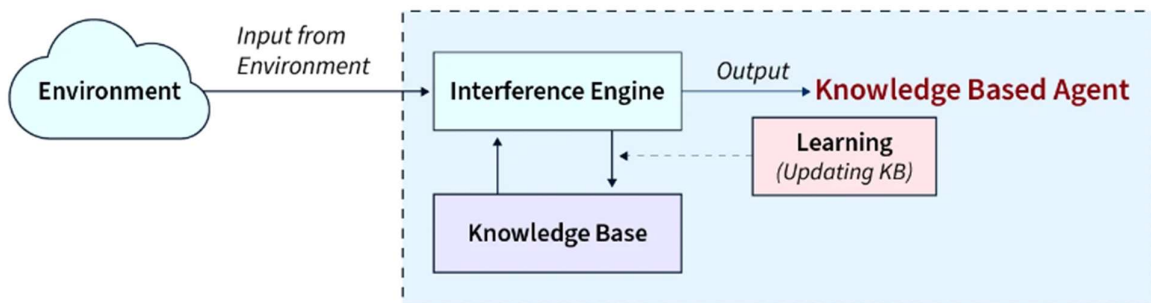 Input from
Environment
Environment
Interference Engine
Output
Knowledge Based Agent
Learning
(Updating KB)
Knowledge Base